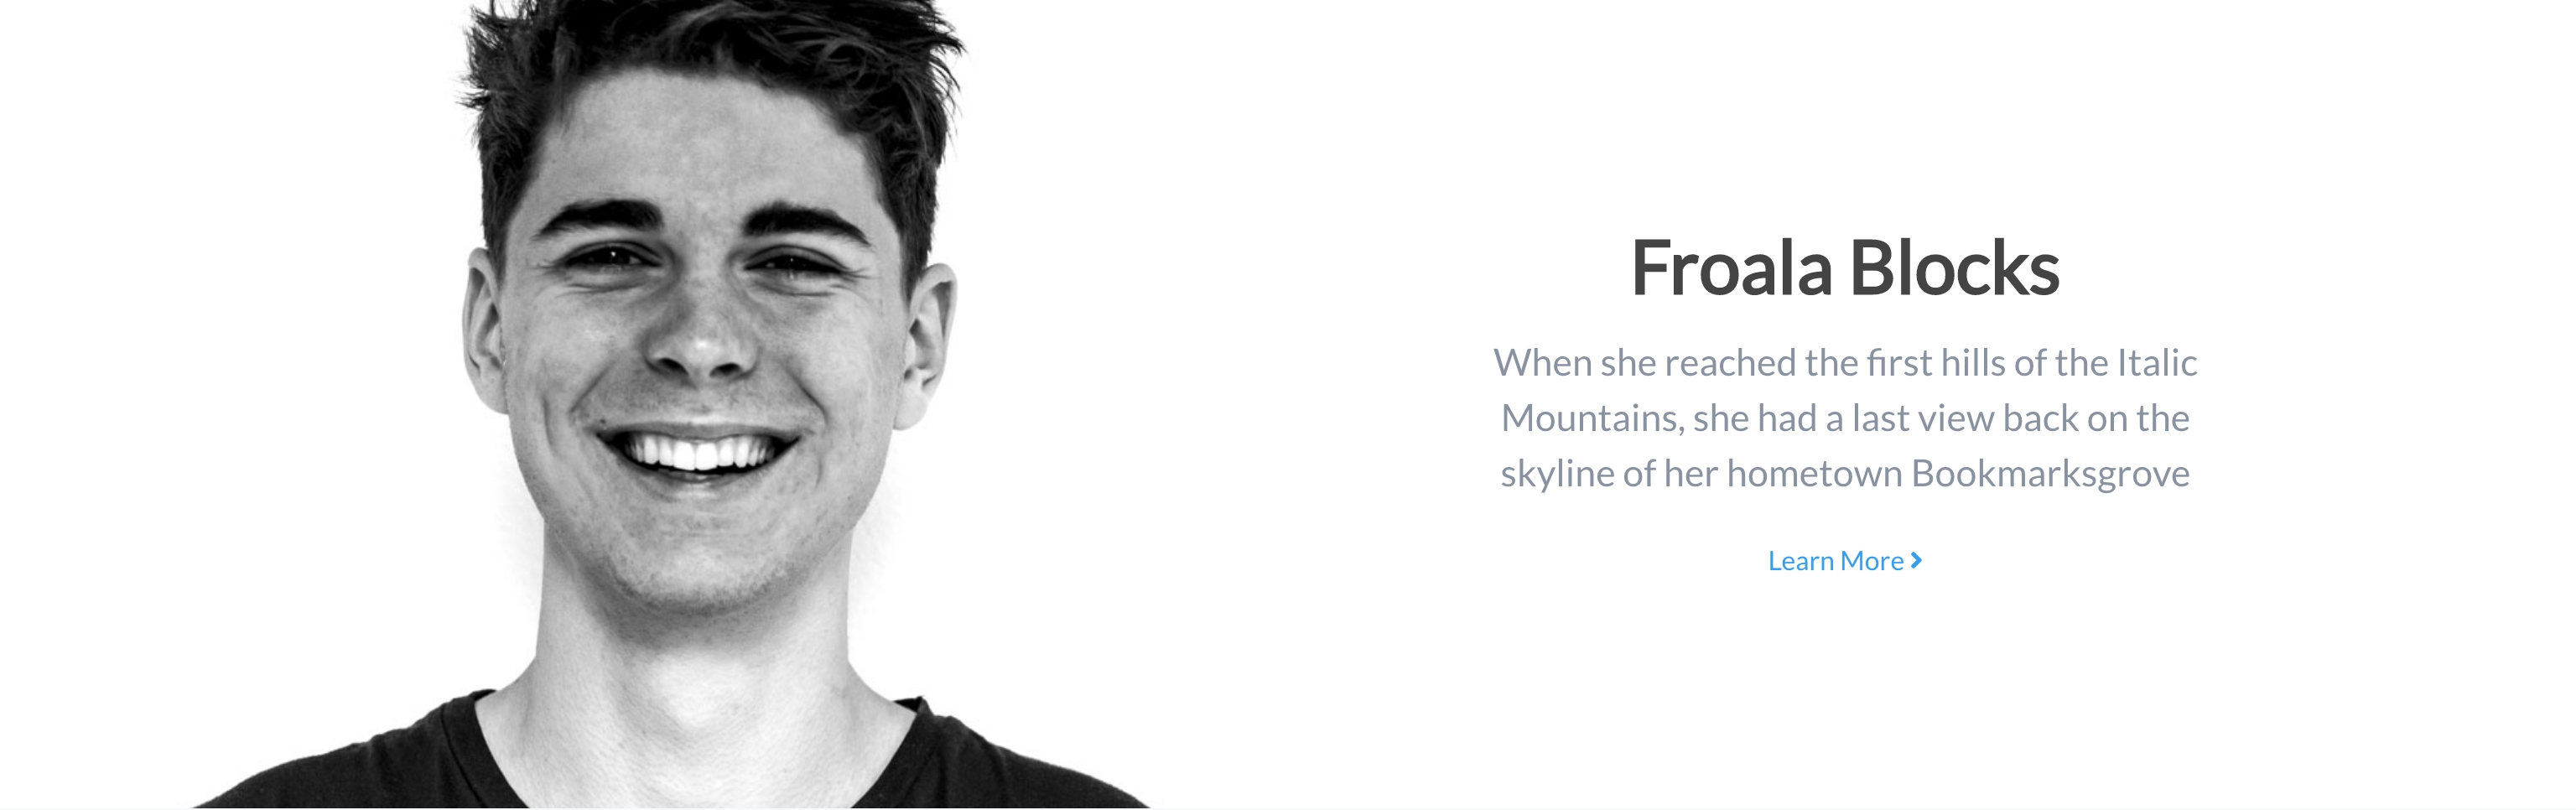 Froala Blocks
When she reached the first hills of the Italic
Mountains, she had a last view back on the
skyline of her hometown Bookmarksgrove
Learn More